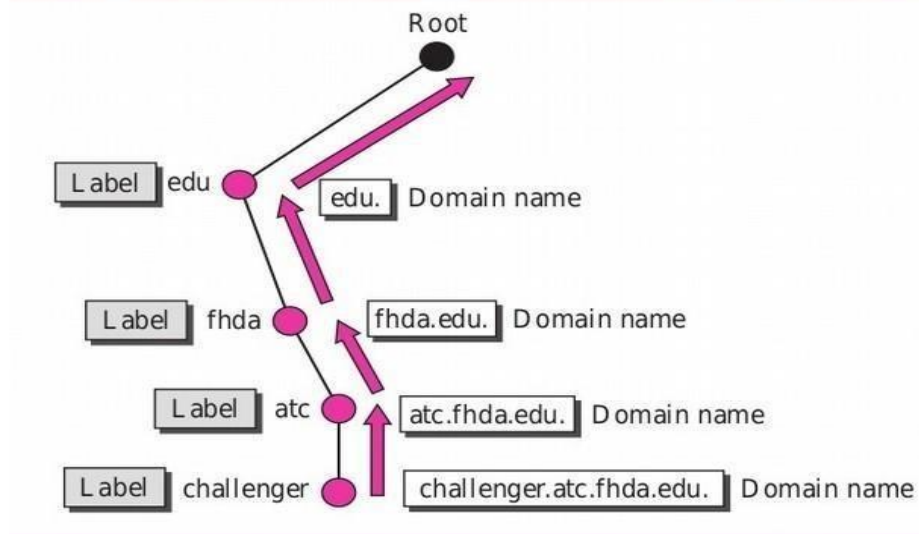 Root
Label edu edu. Domain name
Label fhda fhda.edu. Domain name
Label atc atc.fhda.edu. Domain name
Label challenger challenger.atc.fhda.edu. Domain name